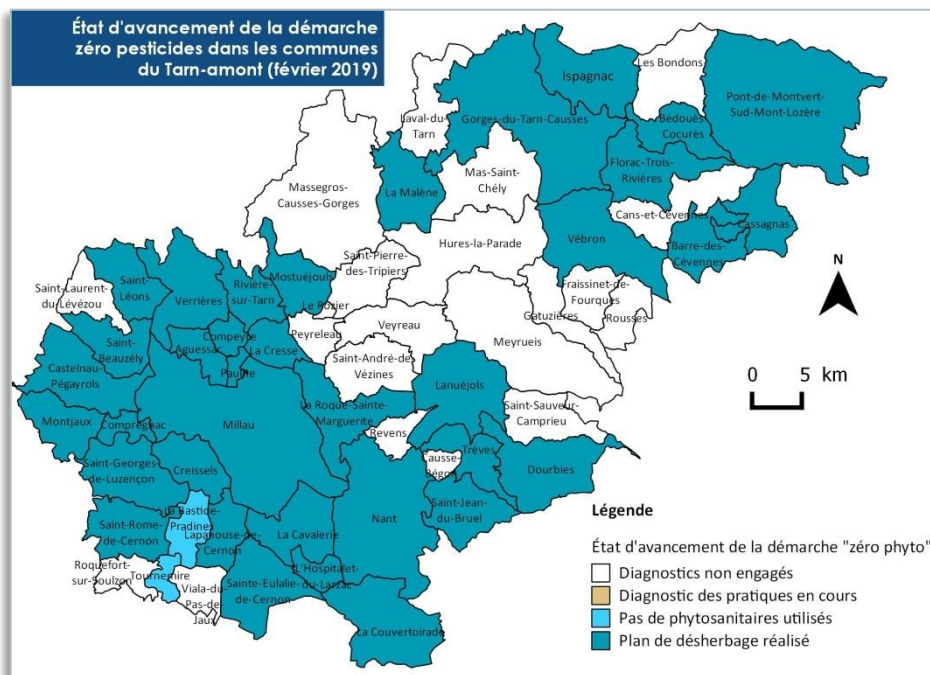 État d'avancement de la démarche
zéro pesticides dans les communes
du Tarn-amont (février 2019)
Les Bondons
Ispagnac
Pont-de-Montvert-
Sud-Mont-Lozère
Laval-du-
Tarn
Gorges-du-Tarn-Causses
Bédouès-
Cocurès
Florac-Trois-
Rivières
Mas-Saint-
Chély
La Malène
Massegros-
Causses-Gorges
Cans-et-Cévennes
Cassagnas
Hures-la-Parade
Vébron
Barre-des-
Cévennes
Saint-Pierre-
des-Tripiers
Mostuéjouls
Rivière-
sur-Tarn
Saint-Laurent-
du-Lévézou
Saint-
Léons
Verrières
Le Rozier
Fraissinet-de-
Fourques
Gatuzières
Rousses
Veyreau
Peyreleau
Compeyre
Aguessac
La Cresse
Meyrueis
Saint-
Beauzély
Saint-André-de-
Vézins
Castelnau-
Pégayrols
Paulhe
Lanuéjols
La Roque-Sainte-
Marguerite
Saint-Sauveur-
Camprieu
Montjaux
Comprégnac
Millau
Revens
Trèves
Causse-
Bégon
Dourbies
Saint-Georges-
de-Luzençon
Creissels
Saint-Jean-
du-Bruel
Nant
La Bastide-
Pradines
Saint-Rome-
de-Cernon
Lapanouse-de-
Cernon
La Cavalerie
Roquefort-
sur-Soulzon
Tournemire
Viala-du-
Pas-de-
Jaux
Sainte-Eulalie-
de-Cernon
L'Hospitalet-
du-Larzac
La Couvertoirade
N
0 5 km
Légende
État d'avancement de la démarche "zéro phyto"
Diagnostics non engagés
Diagnostic des pratiques en cours
Pas de phytosanitaires utilisés
Plan de désherbage réalisé